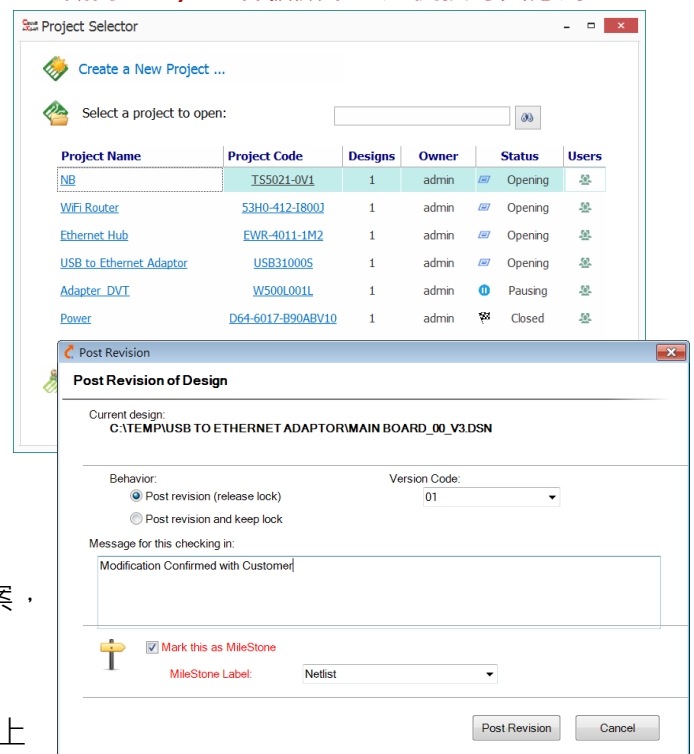 Project Selector
Create a New Project ...
Select a project to open:
Project Name Project Code Designs Owner Status Users
NB TS5021-0V1 1 admin Opening
WiFi Router 53H0-412-I800J 1 admin Opening
Ethernet Hub EWR-4011-1M2 1 admin Opening
USB to Ethernet Adaptor USB31000S 1 admin Opening
Adapter_DVT W500L001L 1 admin Pausing
Power D64-6017-B90ABV10 1 admin Closed
Post Revision
Post Revision of Design
Current design:
C:\TEMP\USB TO ETHERNET ADAPTOR\MAIN BOARD_00_V3.DSN
Behavior: Version Code:
Post revision (release lock) 01
Post revision and keep lock
Message for this checking in:
Modification Confirmed with Customer
，
Mark this as MileStone
MileStone Label: Netlist
上
Post Revision Cancel